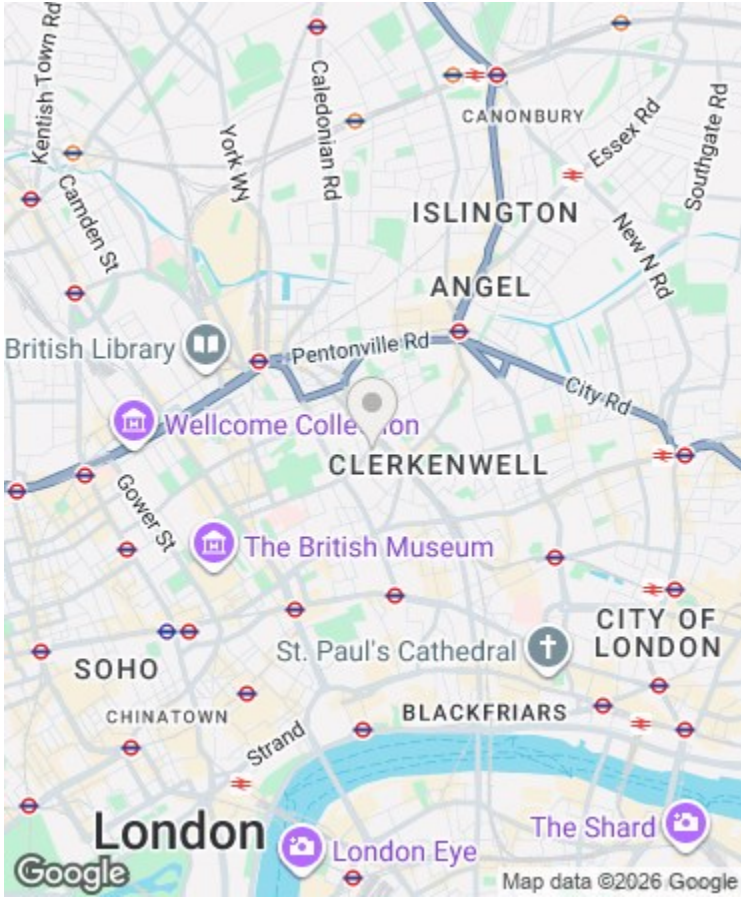 Kentish Town Rd
Caledonian Rd
CANONBURY
Essex Rd
Southgate Rd
York WY
Camden St
ISLINGTON
New N Rd
ANGEL
British Library
Pentonville Rd
City Rd
Wellcome Collection
CLERKENWELL
Gower St
The British Museum
CITY OF
LONDON
St. Paul's Cathedral
SOHO
CHINATOWN
BLACKFRIARS
Strand
London
The Shard
London Eye
Google
Map data ©2026 Google